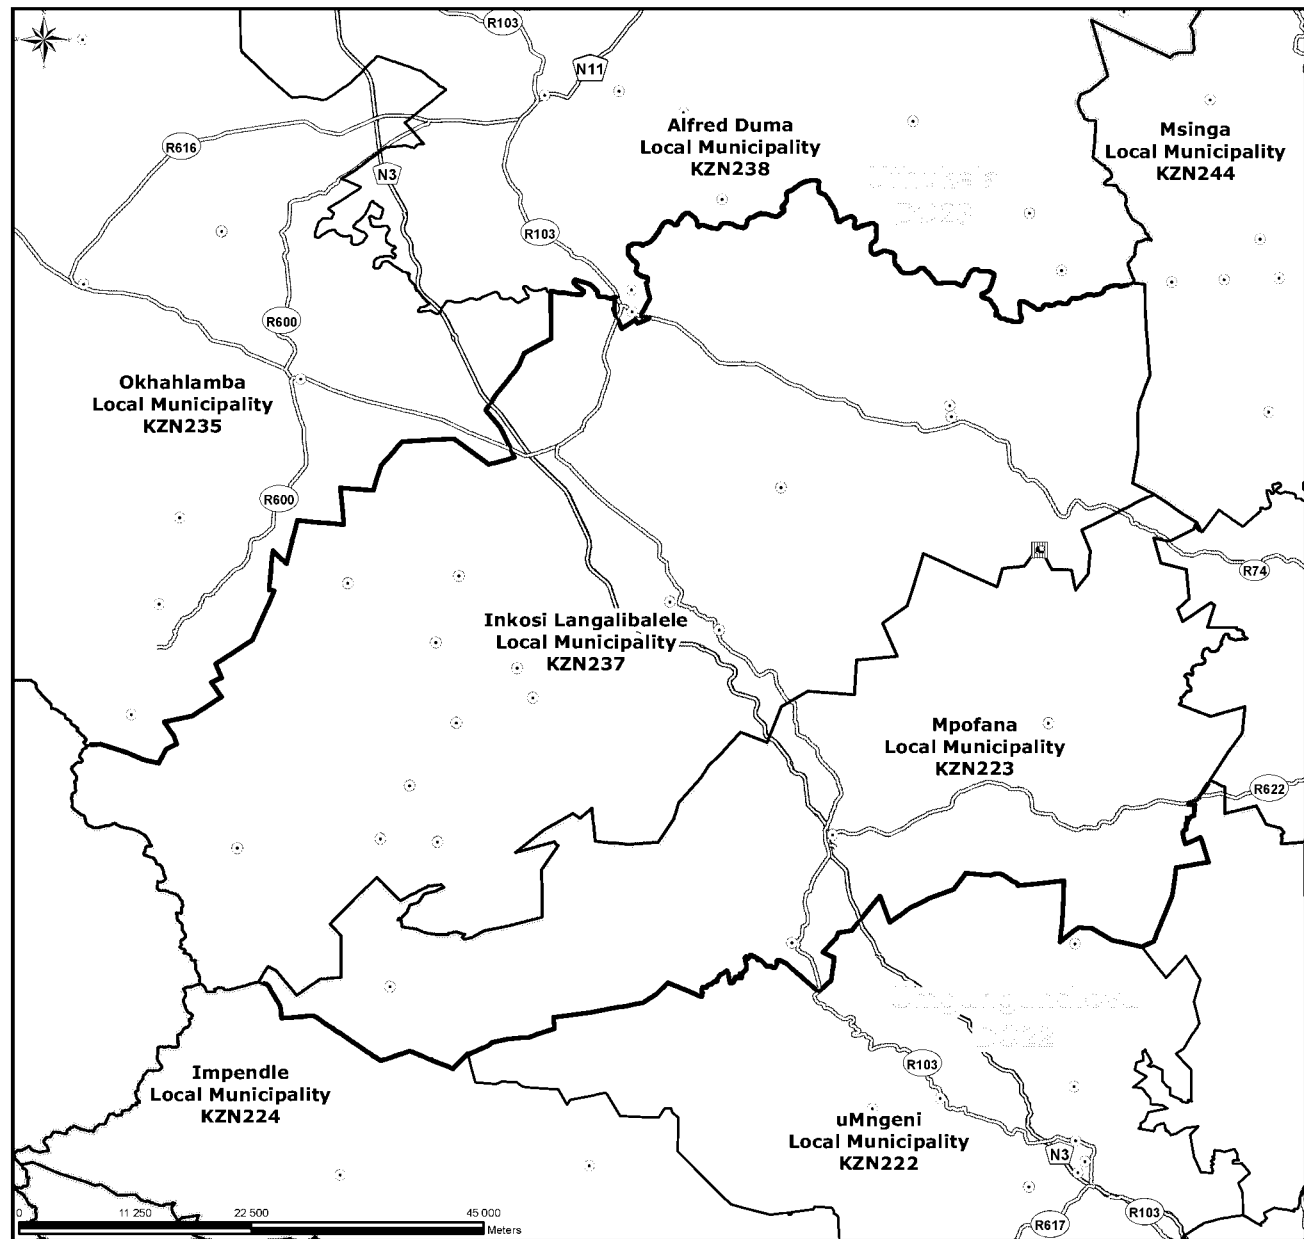 R103
N11
Alfred Duma
Local Municipality
KZN238
Msinga
Local Municipality
KZN244
R616
N3
DC23
R103
R600
Okhahlamba
Local Municipality
KZN235
R600
R74
Inkosi Langalibalele
Local Municipality
KZN237
Mpofana
Local Municipality
KZN223
R622
DC22
Impendle
Local Municipality
KZN224
R103
uMngeni
Local Municipality
KZN222
N3
R617
R103
0 11 250 22 500 45 000
Meters